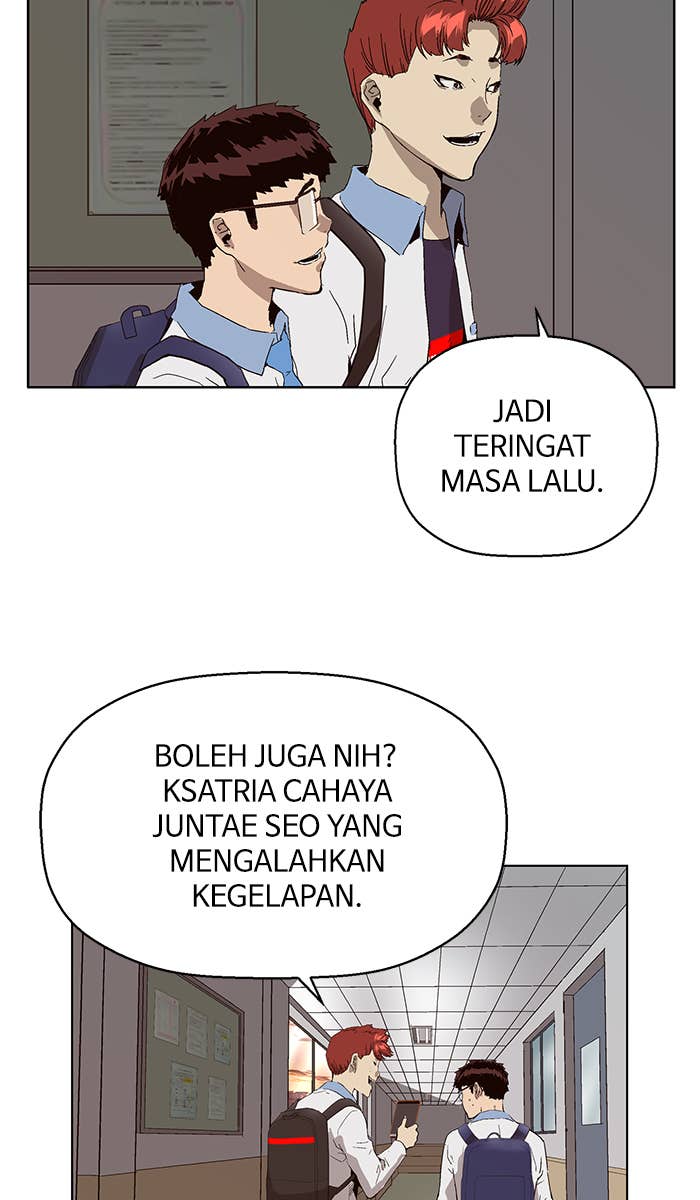 JADI
TERINGAT
MASA LALU.
BOLEH JUGA NIH?
KSATRIA CAHAYA
JUNTAE SEO YANG
MENGALAHKAN
KEGELAPAN.